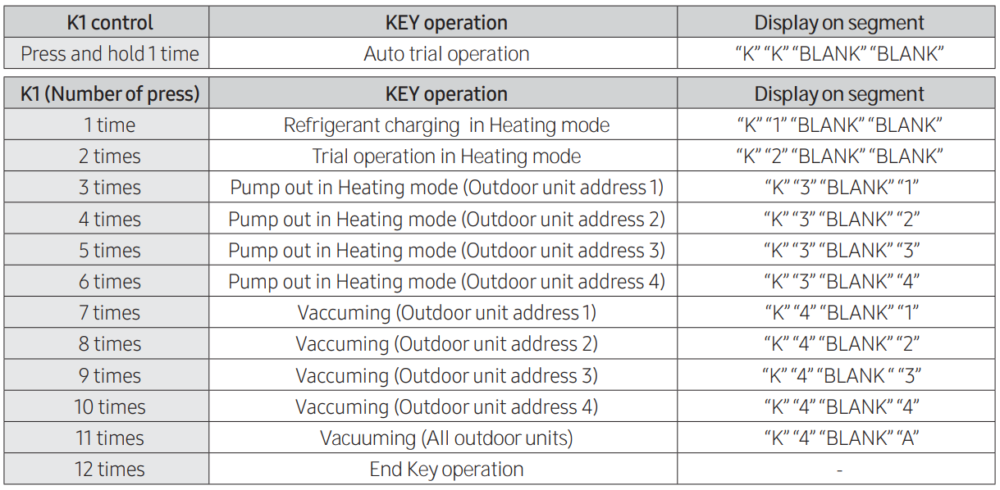 K1 control KEY operation Display on segment
Press and hold 1 time Auto trial operation “K” “K” “BLANK” “BLANK”
K1 (Number of press) KEY operation Display on segment
1 time Refrigerant charging in Heating mode “K” “1” “BLANK” “BLANK”
2 times Trial operation in Heating mode “K” “2” “BLANK” “BLANK”
3 times Pump out in Heating mode (Outdoor unit address 1) “K” “3” “BLANK” “1”
4 times Pump out in Heating mode (Outdoor unit address 2) “K” “3” “BLANK” “2”
5 times Pump out in Heating mode (Outdoor unit address 3) “K” “3” “BLANK” “3”
6 times Pump out in Heating mode (Outdoor unit address 4) “K” “3” “BLANK” “4”
7 times Vaccuming (Outdoor unit address 1) “K” “4” “BLANK” “1”
8 times Vaccuming (Outdoor unit address 2) “K” “4” “BLANK” “2”
9 times Vaccuming (Outdoor unit address 3) “K” “4” “BLANK “ “3”
10 times Vaccuming (Outdoor unit address 4) “K” “4” “BLANK” “4”
11 times Vacuuming (All outdoor units) “K” “4” “BLANK” “A”
12 times End Key operation -